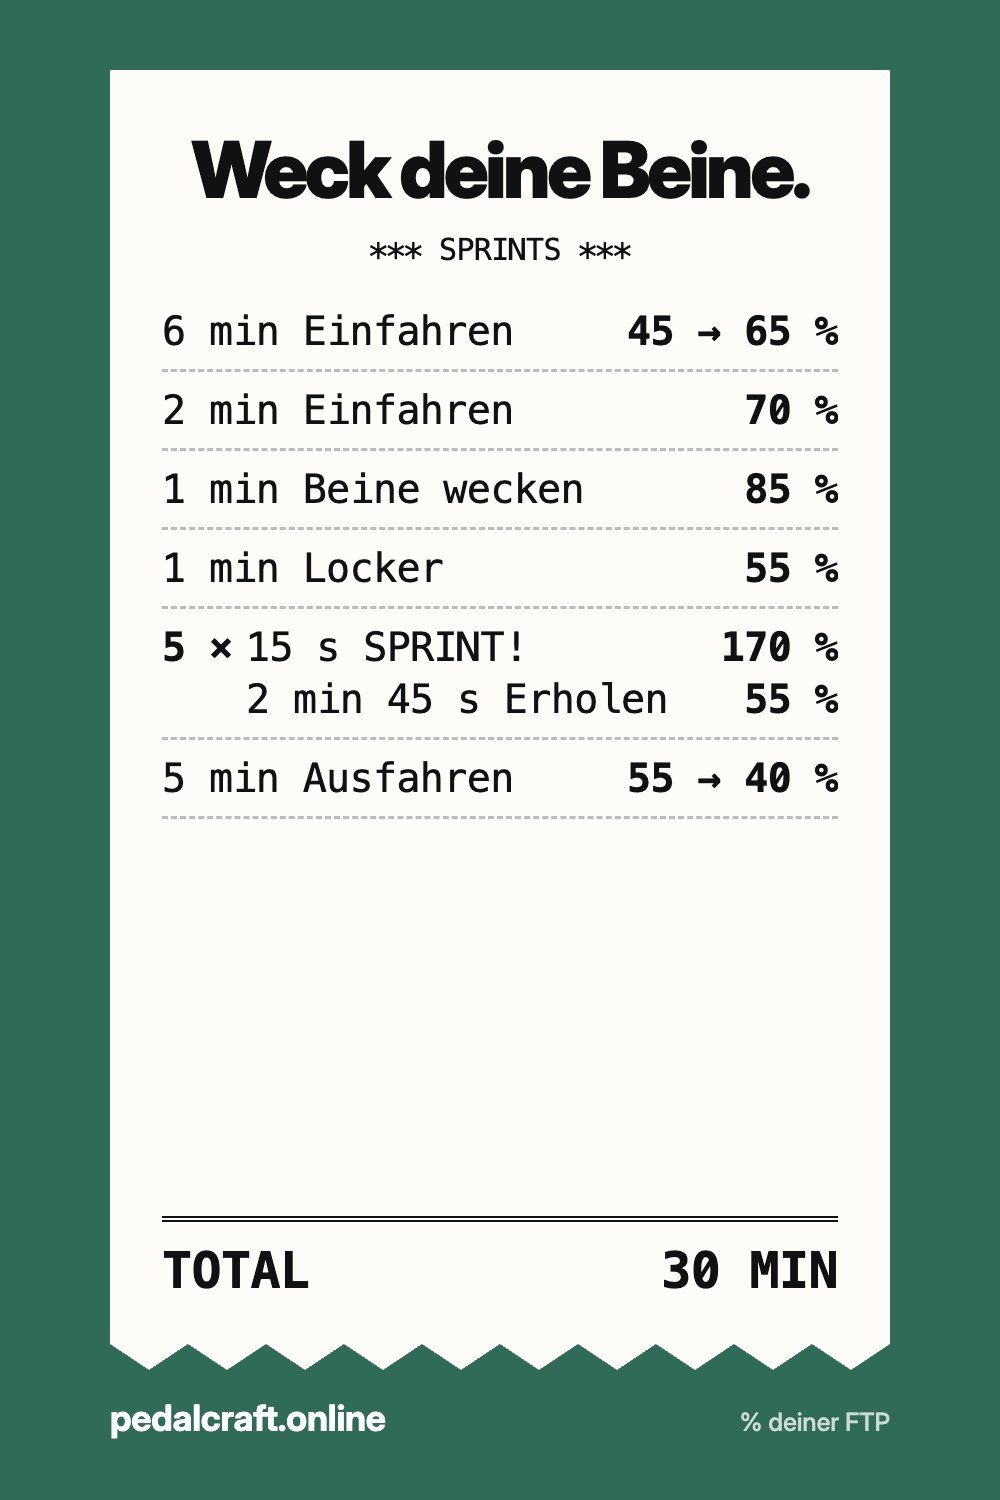 Weck deine Beine.
*** SPRINTS ***
6 min Einfahren 45 → 65 %
2 min Einfahren 70 %
1 min Beine wecken 85 %
1 min Locker 55 %
5 × 15 s SPRINT! 170 %
2 min 45 s Erholen 55 %
5 min Ausfahren 55 → 40 %
TOTAL 30 MIN
pedalcraft.online % deiner FTP